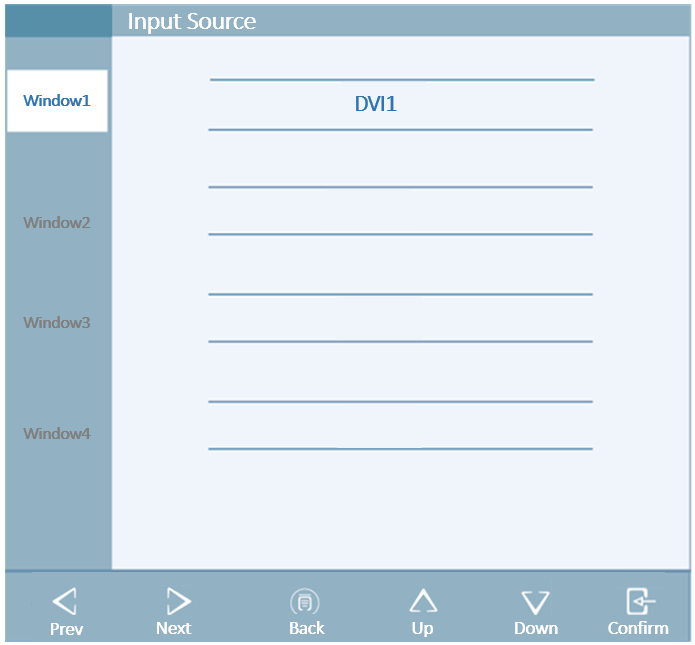 Input Source
Window1
DVI1
Window2
Window3
Window4
Prev
Next
Back
Up
Down
Confirm